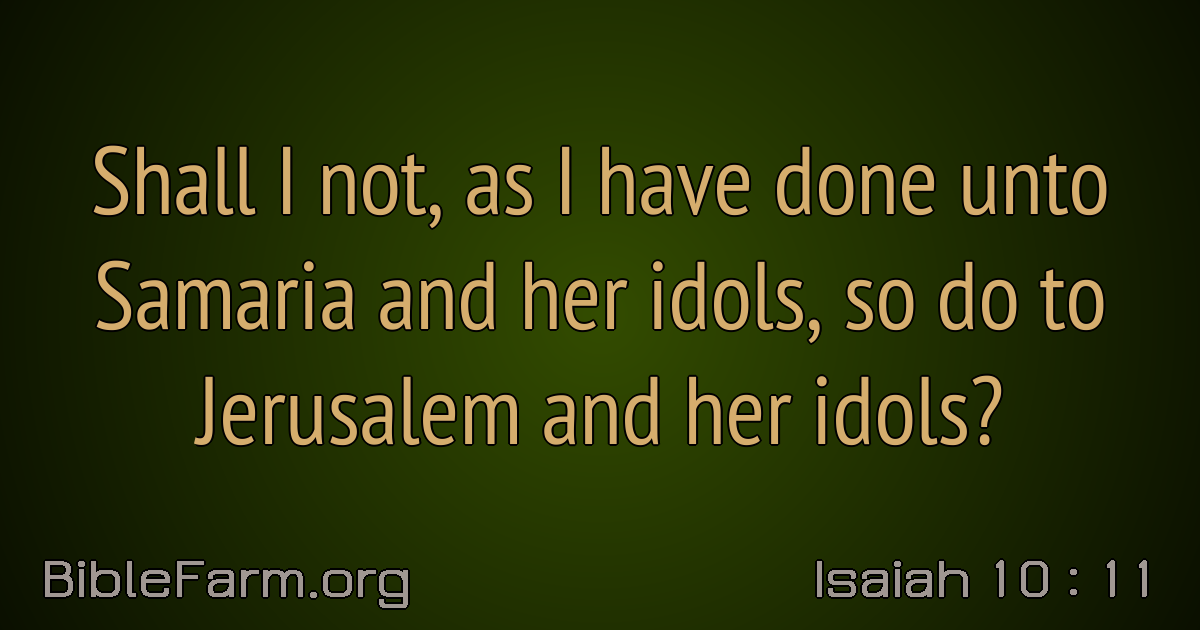 Shall I not, as I have done unto
Samaria and her idols, so do to
Jerusalem and her idols?
BibleFarm.org
Isaiah 10 : 11